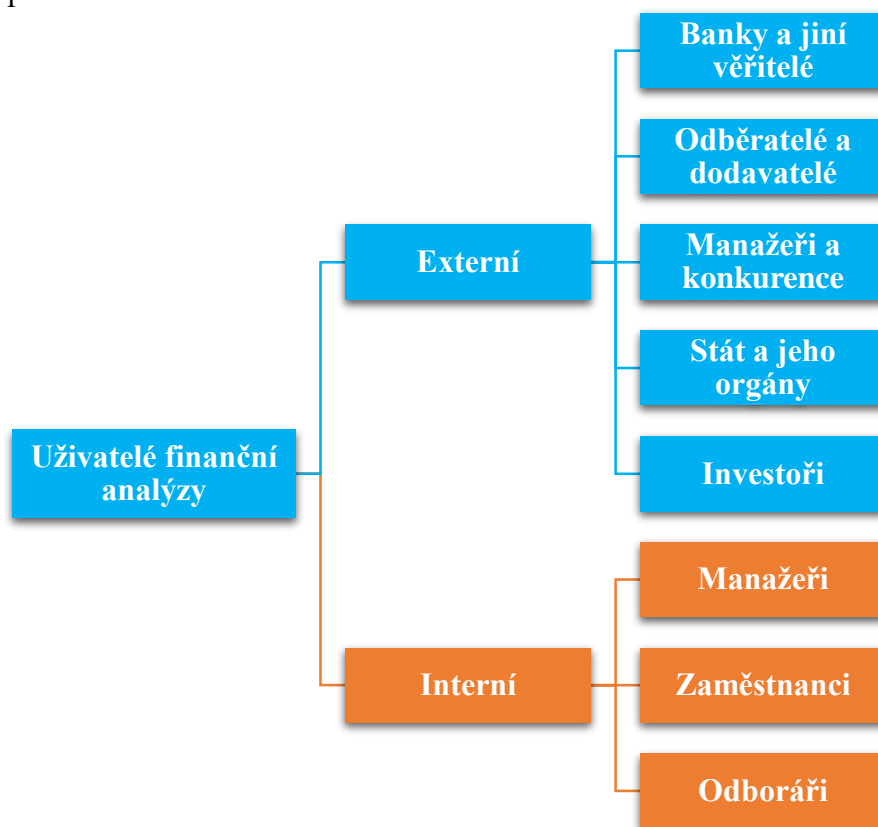 Banky a jiní
věřitelé
Odběratelé a
dodavatelé
Externí
Manažeři a
konkurence
Stát a jeho
orgány
Uživatelé finanční
analýzy
Investoři
Manažeři
Interní
Zaměstnanci
Odboráři